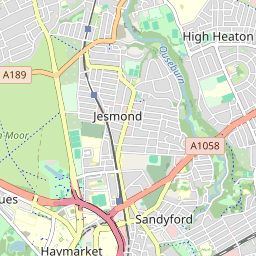 High Heaton
Ouseburn
A189
Jesmond
Moor
A1058
ues
Sandyford
Haymarket